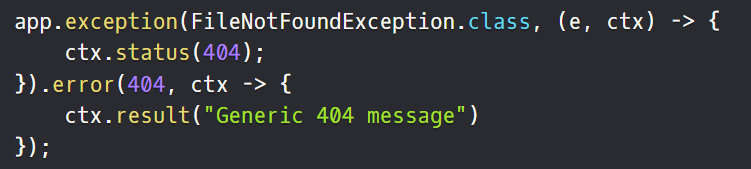 app.exception(FileNotFoundException.class, (e, ctx) -> {
    ctx.status(404);
}).error(404, ctx -> {
    ctx.result("Generic 404 message")
});